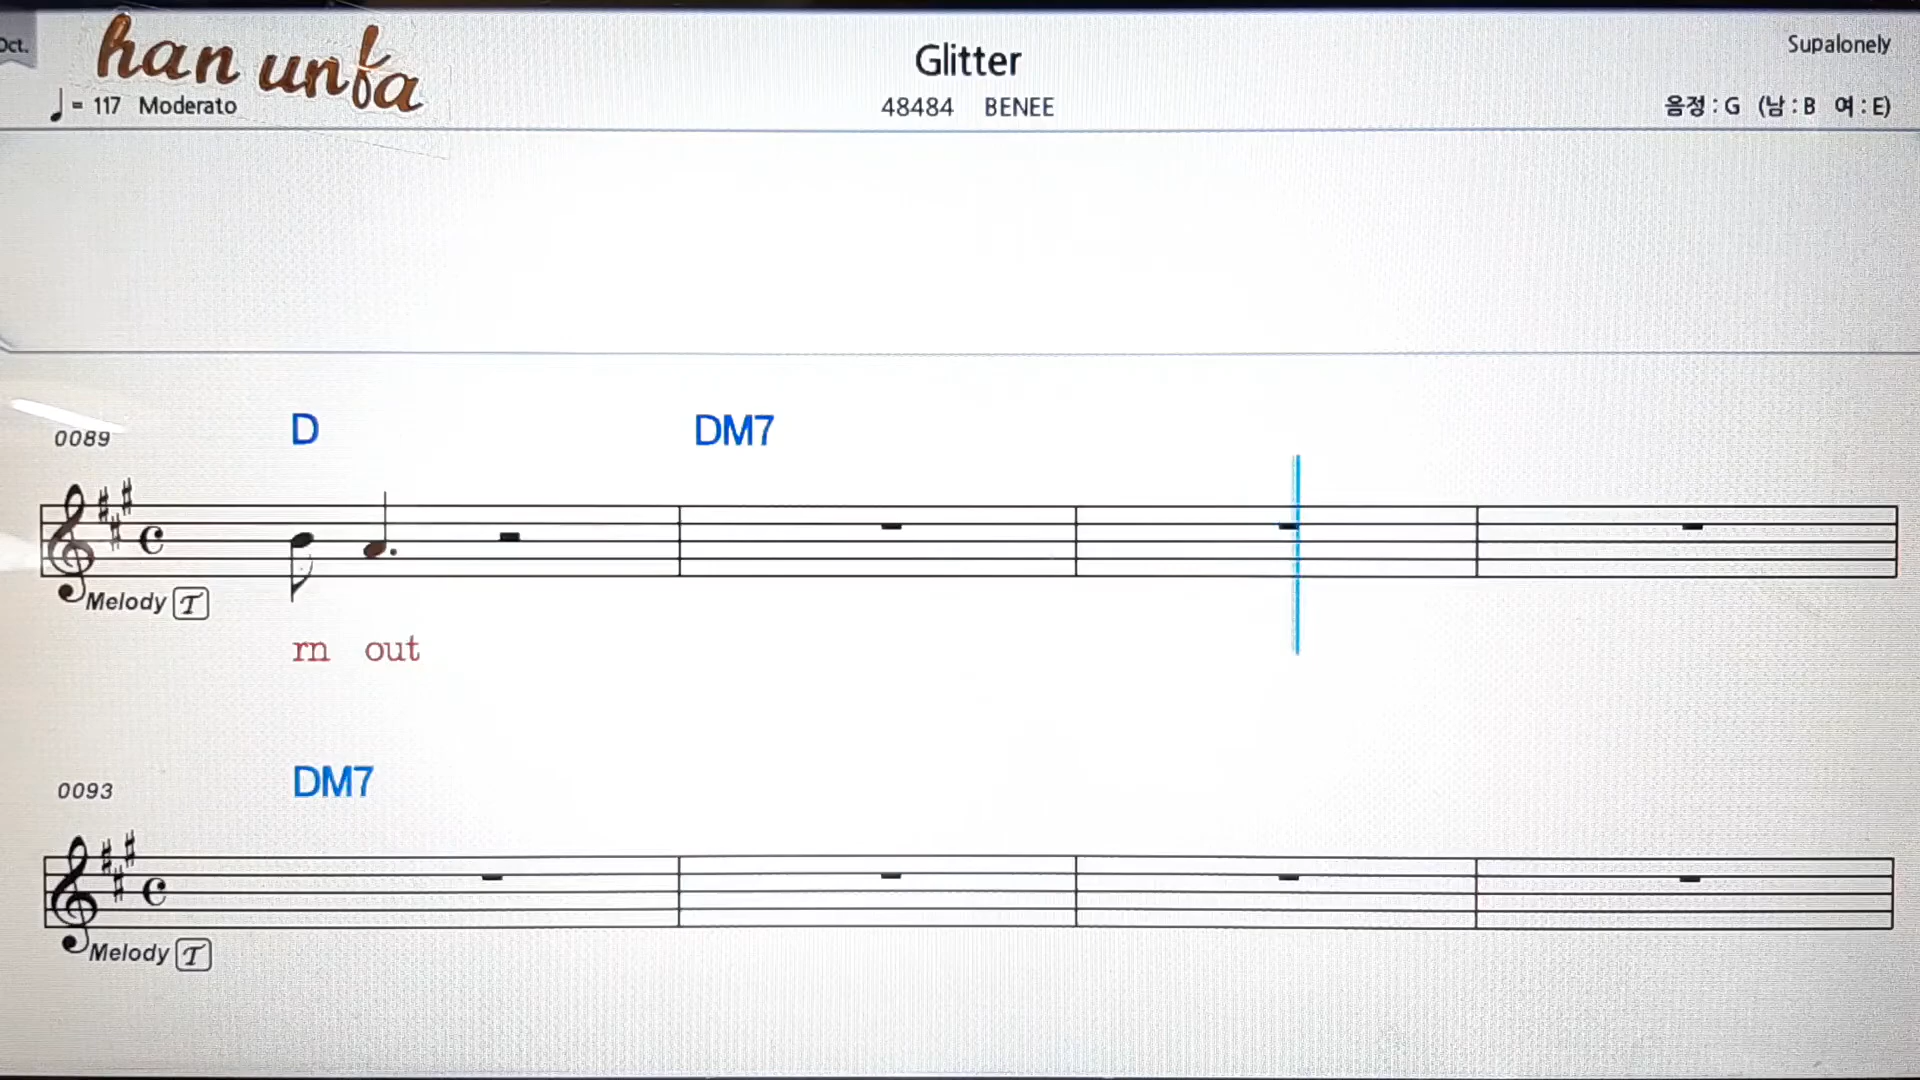 Oct.
han unfa
Glitter
Supalonely
= 117 Moderato
48484 BENEE
음정 : G (남 : B 여 : E)
D DM7
0089
Melody T
rn out
DM7
0093
Melody T